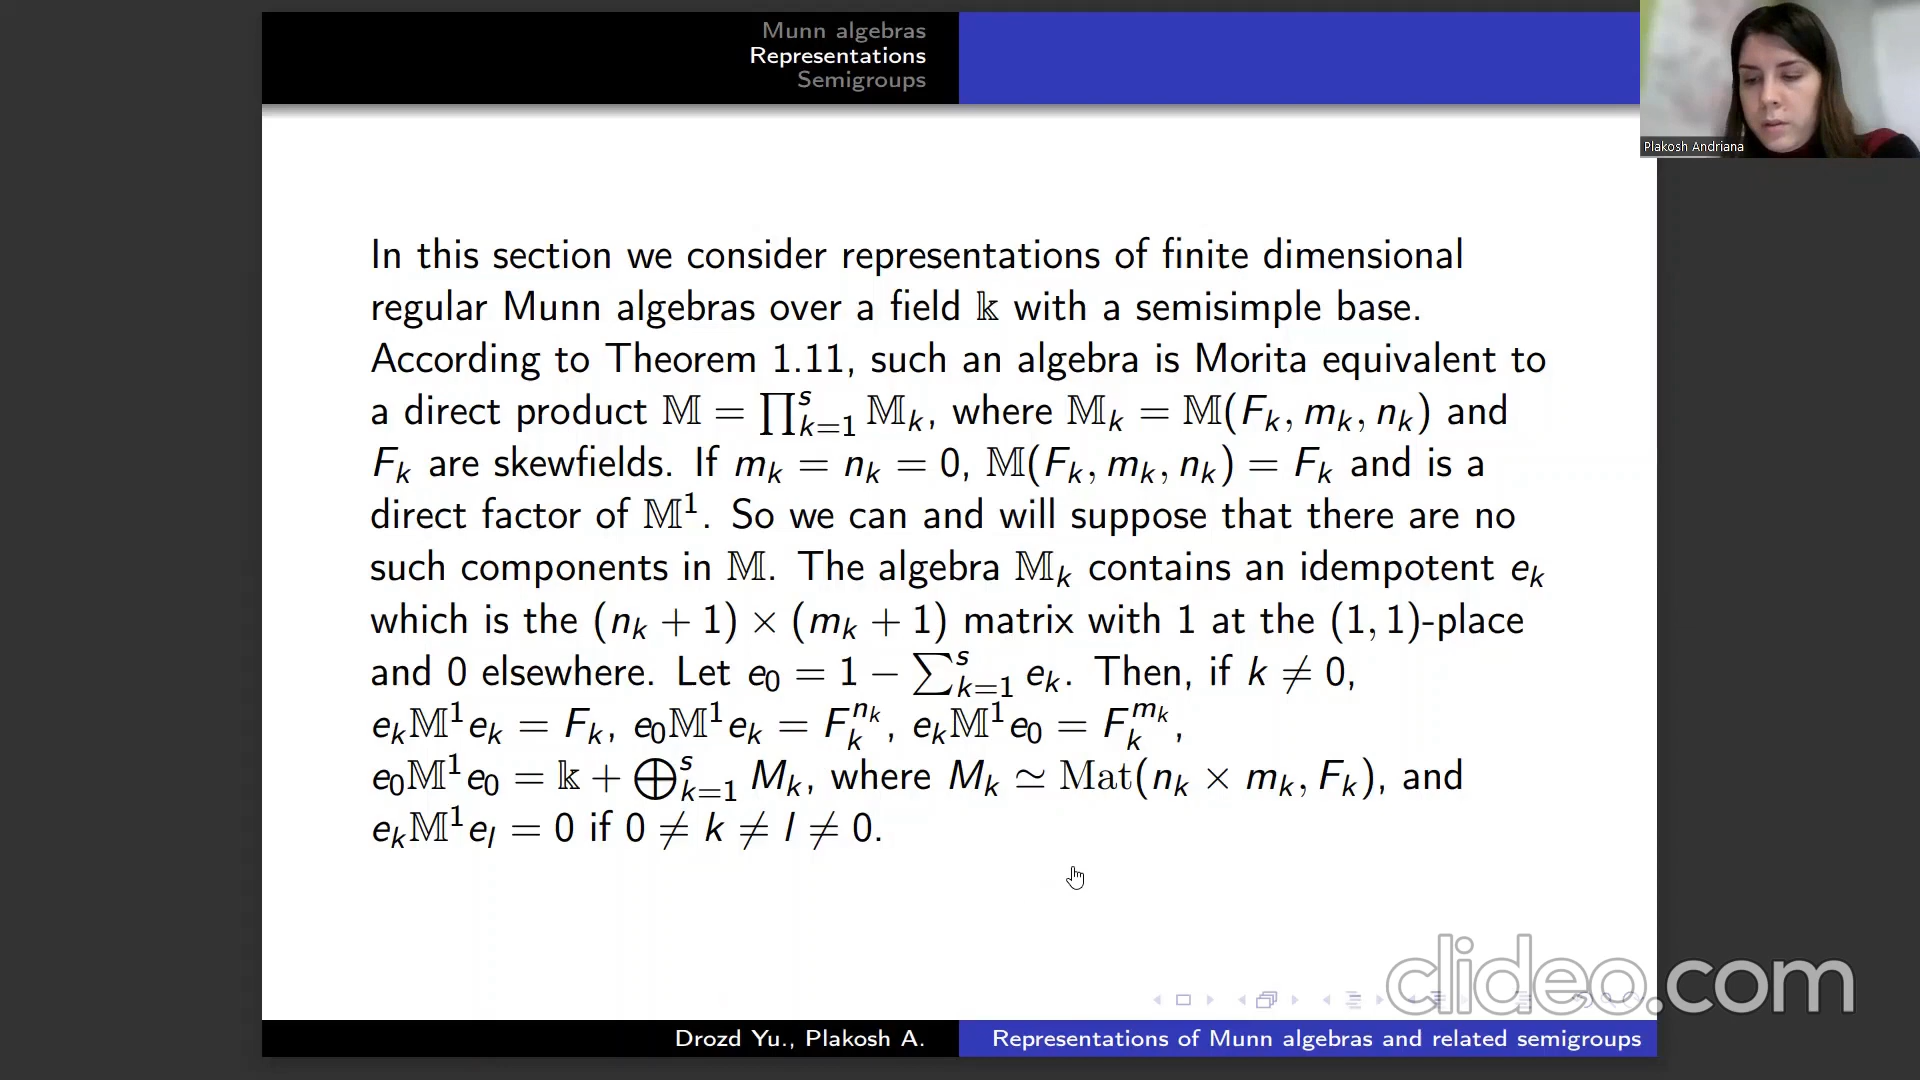 Munn algebras
Representations
Semigroups
Plakosh Andriana
In this section we consider representations of finite dimensional
regular Munn algebras over a field 𝕜 with a semisimple base.
According to Theorem 1.11, such an algebra is Morita equivalent to
a direct product 𝕄 = ∏_{k=1}^{s} 𝕄_k, where 𝕄_k = 𝕄(F_k, m_k, n_k) and
F_k are skewfields. If m_k = n_k = 0, 𝕄(F_k, m_k, n_k) = F_k and is a
direct factor of 𝕄^1. So we can and will suppose that there are no
such components in 𝕄. The algebra 𝕄_k contains an idempotent e_k
which is the (n_k + 1) × (m_k + 1) matrix with 1 at the (1, 1)-place
and 0 elsewhere. Let e_0 = 1 − ∑_{k=1}^{s} e_k. Then, if k ≠ 0,
e_k𝕄^1e_k = F_k, e_0𝕄^1e_k = F_k^{n_k}, e_k𝕄^1e_0 = F_k^{m_k},
e_0𝕄^1e_0 = 𝕜 + ⨁_{k=1}^{s} M_k, where M_k ≃ Mat(n_k × m_k, F_k), and
e_k𝕄^1e_l = 0 if 0 ≠ k ≠ l ≠ 0.
clideo.com
Drozd Yu., Plakosh A.
Representations of Munn algebras and related semigroups